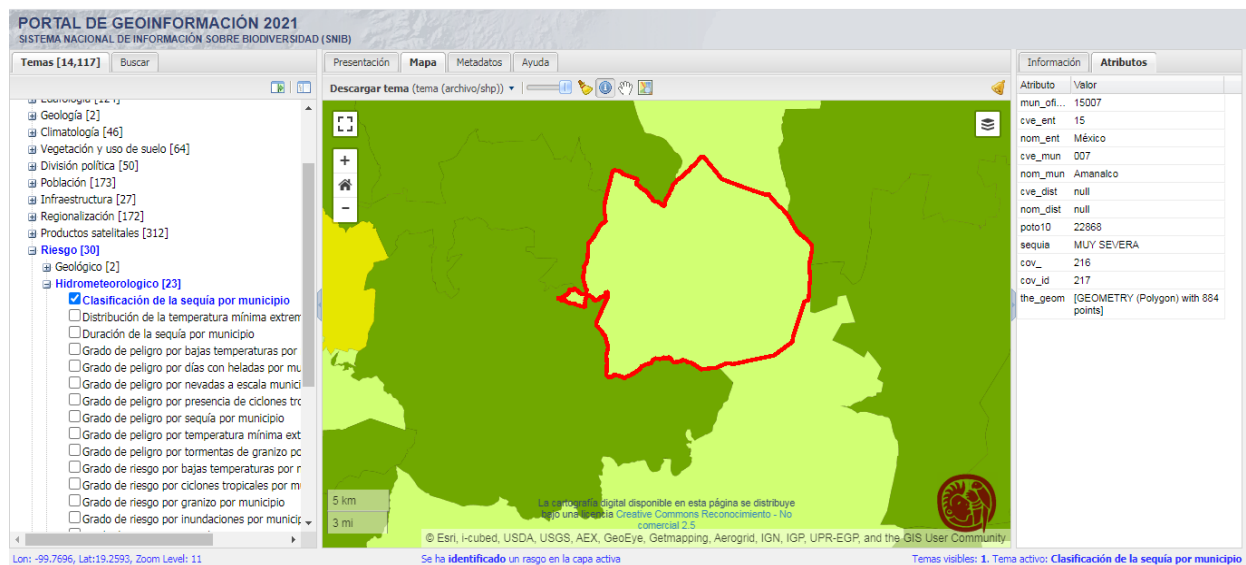 PORTAL DE GEOINFORMACIÓN 2021
SISTEMA NACIONAL DE INFORMACIÓN SOBRE BIODIVERSIDAD (SNIB)
Temas [14,117] Buscar
Edafología [124]
Geología [2]
Climatología [46]
Vegetación y uso de suelo [64]
División política [50]
Población [173]
Infraestructura [27]
Regionalización [172]
Productos satelitales [312]
Riesgo [30]
Geológico [2]
Hidrometeorologico [23]
Clasificación de la sequía por municipio
Distribución de la temperatura mínima extrem
Duración de la sequía por municipio
Grado de peligro por bajas temperaturas por
Grado de peligro por días con heladas por mu
Grado de peligro por nevadas a escala munici
Grado de peligro por presencia de ciclones tro
Grado de peligro por sequía por municipio
Grado de peligro por temperatura mínima ext
Grado de peligro por tormentas de granizo po
Grado de riesgo por bajas temperaturas por m
Grado de riesgo por ciclones tropicales por mu
Grado de riesgo por granizo por municipio
Grado de riesgo por inundaciones por municip
Presentación Mapa Metadatos Ayuda
Descargar tema (tema (archivo/shp))
+
-
5 km
3 mi
La cartografía digital disponible en esta página se distribuye
bajo una licencia Creative Commons Reconocimiento - No
comercial 2.5
© Esri, i-cubed, USDA, USGS, AEX, GeoEye, Getmapping, Aerogrid, IGN, IGP, UPR-EGP, and the GIS User Community
Información Atributos
Atributo Valor
mun_ofi... 15007
cve_ent 15
nom_ent México
cve_mun 007
nom_mun Amanalco
cve_dist null
nom_dist null
poto10 22868
sequia MUY SEVERA
cov_ 216
cov_id 217
the_geom [GEOMETRY (Polygon) with 884
points]
Lon: -99.7696, Lat:19.2593, Zoom Level: 11
Se ha identificado un rasgo en la capa activa
Temas visibles: 1. Tema activo: Clasificación de la sequía por municipio